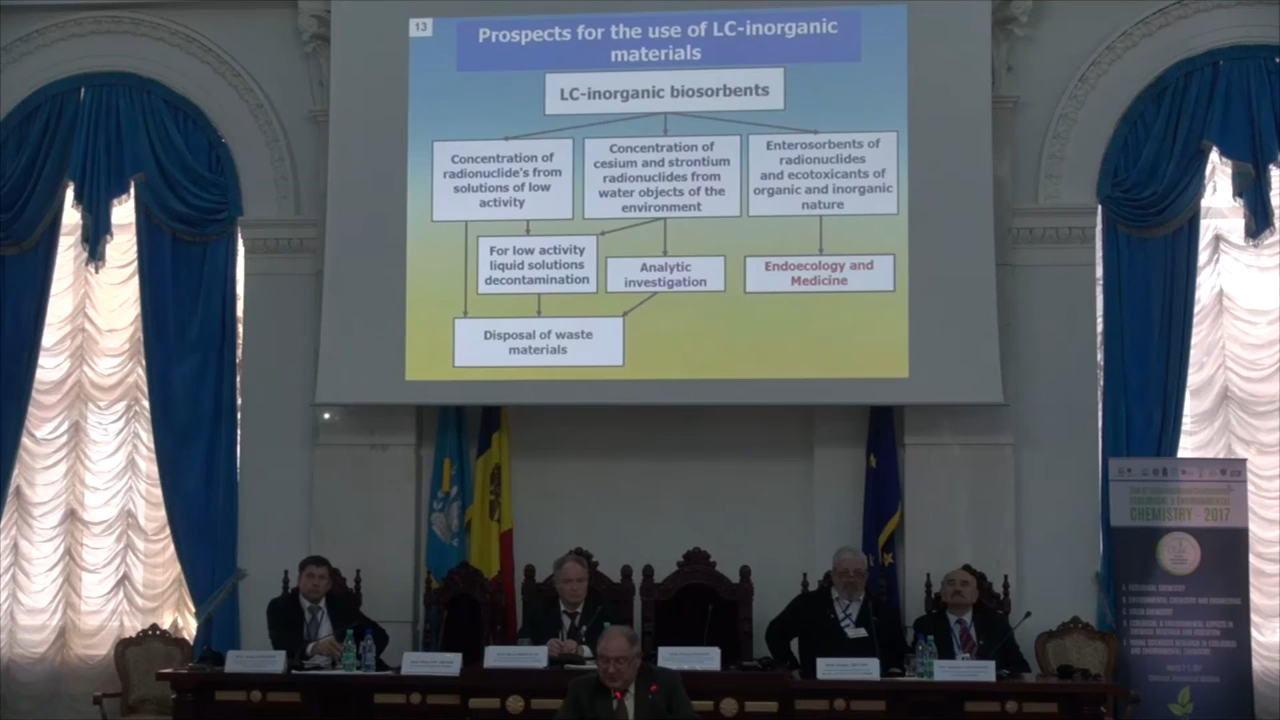 13
Prospects for the use of LC-inorganic
materials
LC-inorganic biosorbents
Concentration of
radionuclide's from
solutions of low
activity
Concentration of
cesium and strontium
radionuclides from
water objects of the
environment
Enterosorbents of
radionuclides
and ecotoxicants of
organic and inorganic
nature
For low activity
liquid solutions
decontamination
Analytic
investigation
Endoecology and
Medicine
Disposal of waste
materials
ECOLOGICAL & ENVIRONMENTAL
CHEMISTRY - 2017